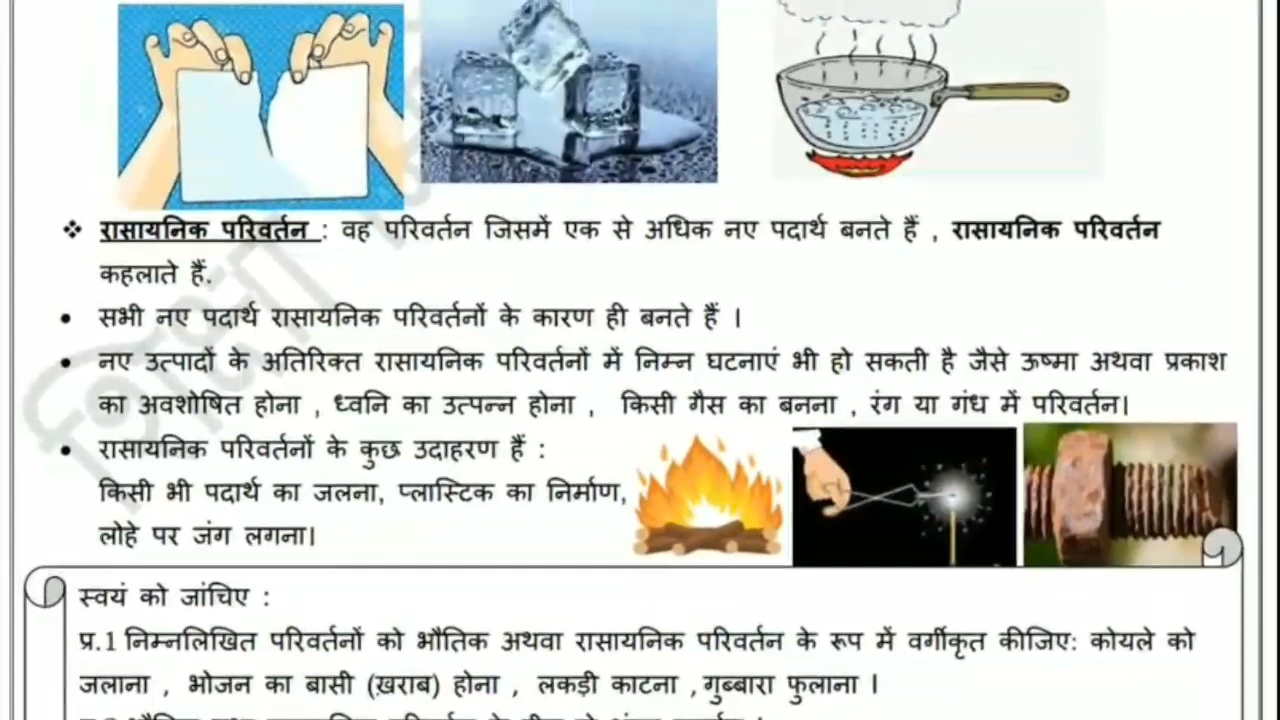 ❖ रासायनिक परिवर्तन : वह परिवर्तन जिसमें एक से अधिक नए पदार्थ बनते हैं , रासायनिक परिवर्तन
कहलाते हैं.
• सभी नए पदार्थ रासायनिक परिवर्तनों के कारण ही बनते हैं ।
• नए उत्पादों के अतिरिक्त रासायनिक परिवर्तनों में निम्न घटनाएं भी हो सकती है जैसे ऊष्मा अथवा प्रकाश
का अवशोषित होना , ध्वनि का उत्पन्न होना , किसी गैस का बनना , रंग या गंध में परिवर्तन।
• रासायनिक परिवर्तनों के कुछ उदाहरण हैं :
किसी भी पदार्थ का जलना, प्लास्टिक का निर्माण,
लोहे पर जंग लगना।
स्वयं को जांचिए :
प्र.1 निम्नलिखित परिवर्तनों को भौतिक अथवा रासायनिक परिवर्तन के रूप में वर्गीकृत कीजिए: कोयले को
जलाना , भोजन का बासी (ख़राब) होना , लकड़ी काटना ,गुब्बारा फुलाना ।